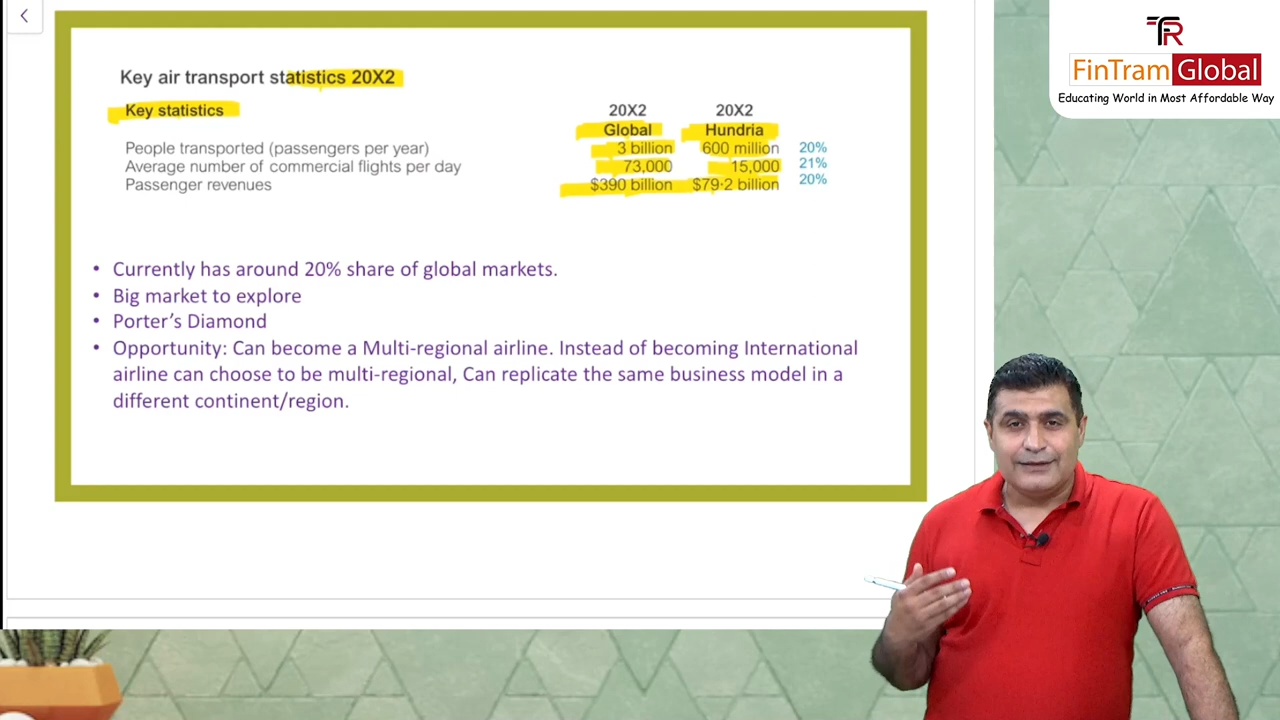 TR
FinTram Global
Educating World in Most Affordable Way
Key air transport statistics 20X2
Key statistics 20X2 20X2
Global Hundria
People transported (passengers per year) 3 billion 600 million 20%
Average number of commercial flights per day 73,000 15,000 21%
Passenger revenues $390 billion $79·2 billion 20%
• Currently has around 20% share of global markets.
• Big market to explore
• Porter's Diamond
• Opportunity: Can become a Multi-regional airline. Instead of becoming International
airline can choose to be multi-regional, Can replicate the same business model in a
different continent/region.